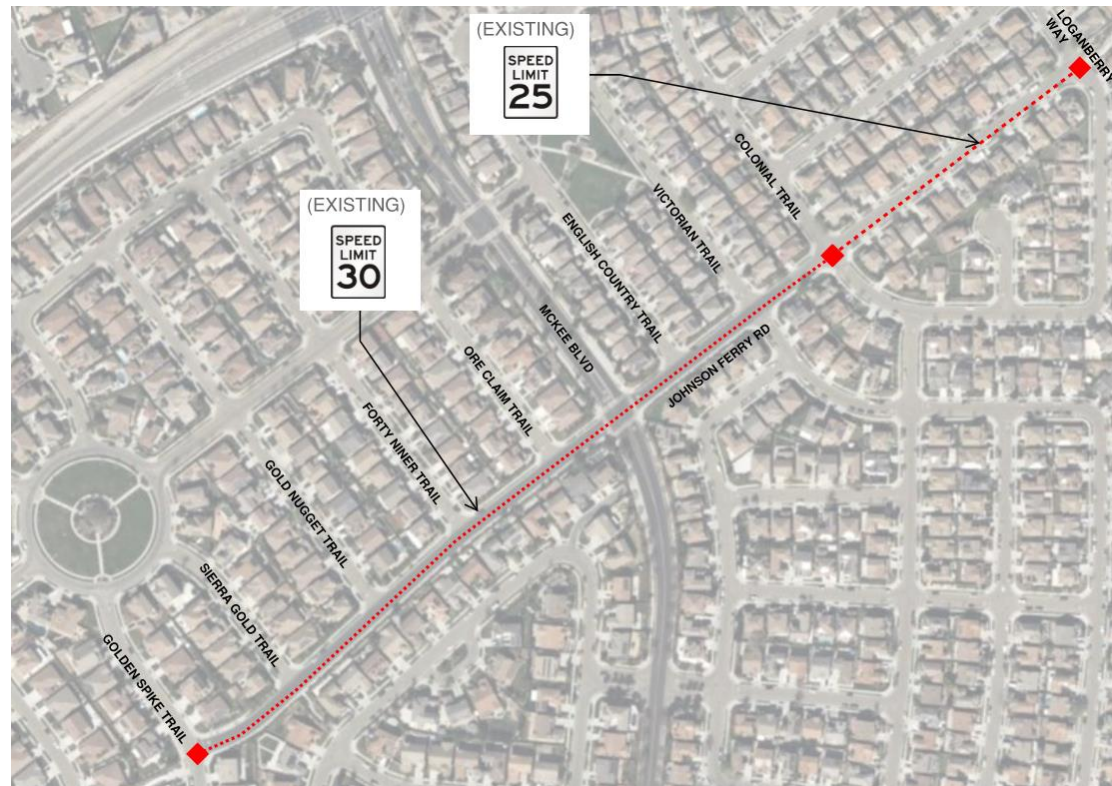 (EXISTING)
SPEED
LIMIT
25
LOGANBERRY
WAY
COLONIAL TRAIL
VICTORIAN TRAIL
ENGLISH COUNTRY TRAIL
(EXISTING)
SPEED
LIMIT
30
MCKEE BLVD
JOHNSON FERRY RD
ORE CLAIM TRAIL
FORTY NINER TRAIL
GOLD NUGGET TRAIL
SIERRA GOLD TRAIL
GOLDEN SPIKE TRAIL